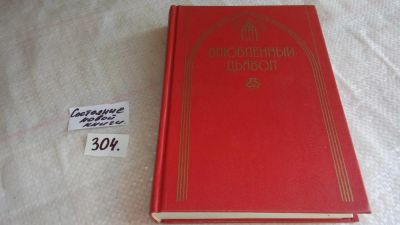 ВЛЮБЛЕННЫЙ
ДЬЯВОЛ
Состояние
новой
книги.
304.